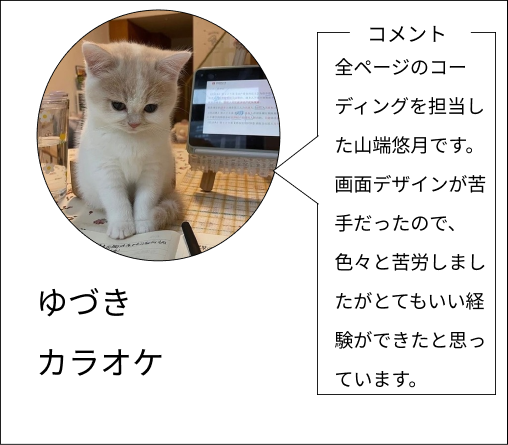 コメント
全ページのコー
ディングを担当し
た山端悠月です。
画面デザインが苦
手だったので、
色々と苦労しまし
たがとてもいい経
験ができたと思っ
ています。
ゆづき
カラオケ